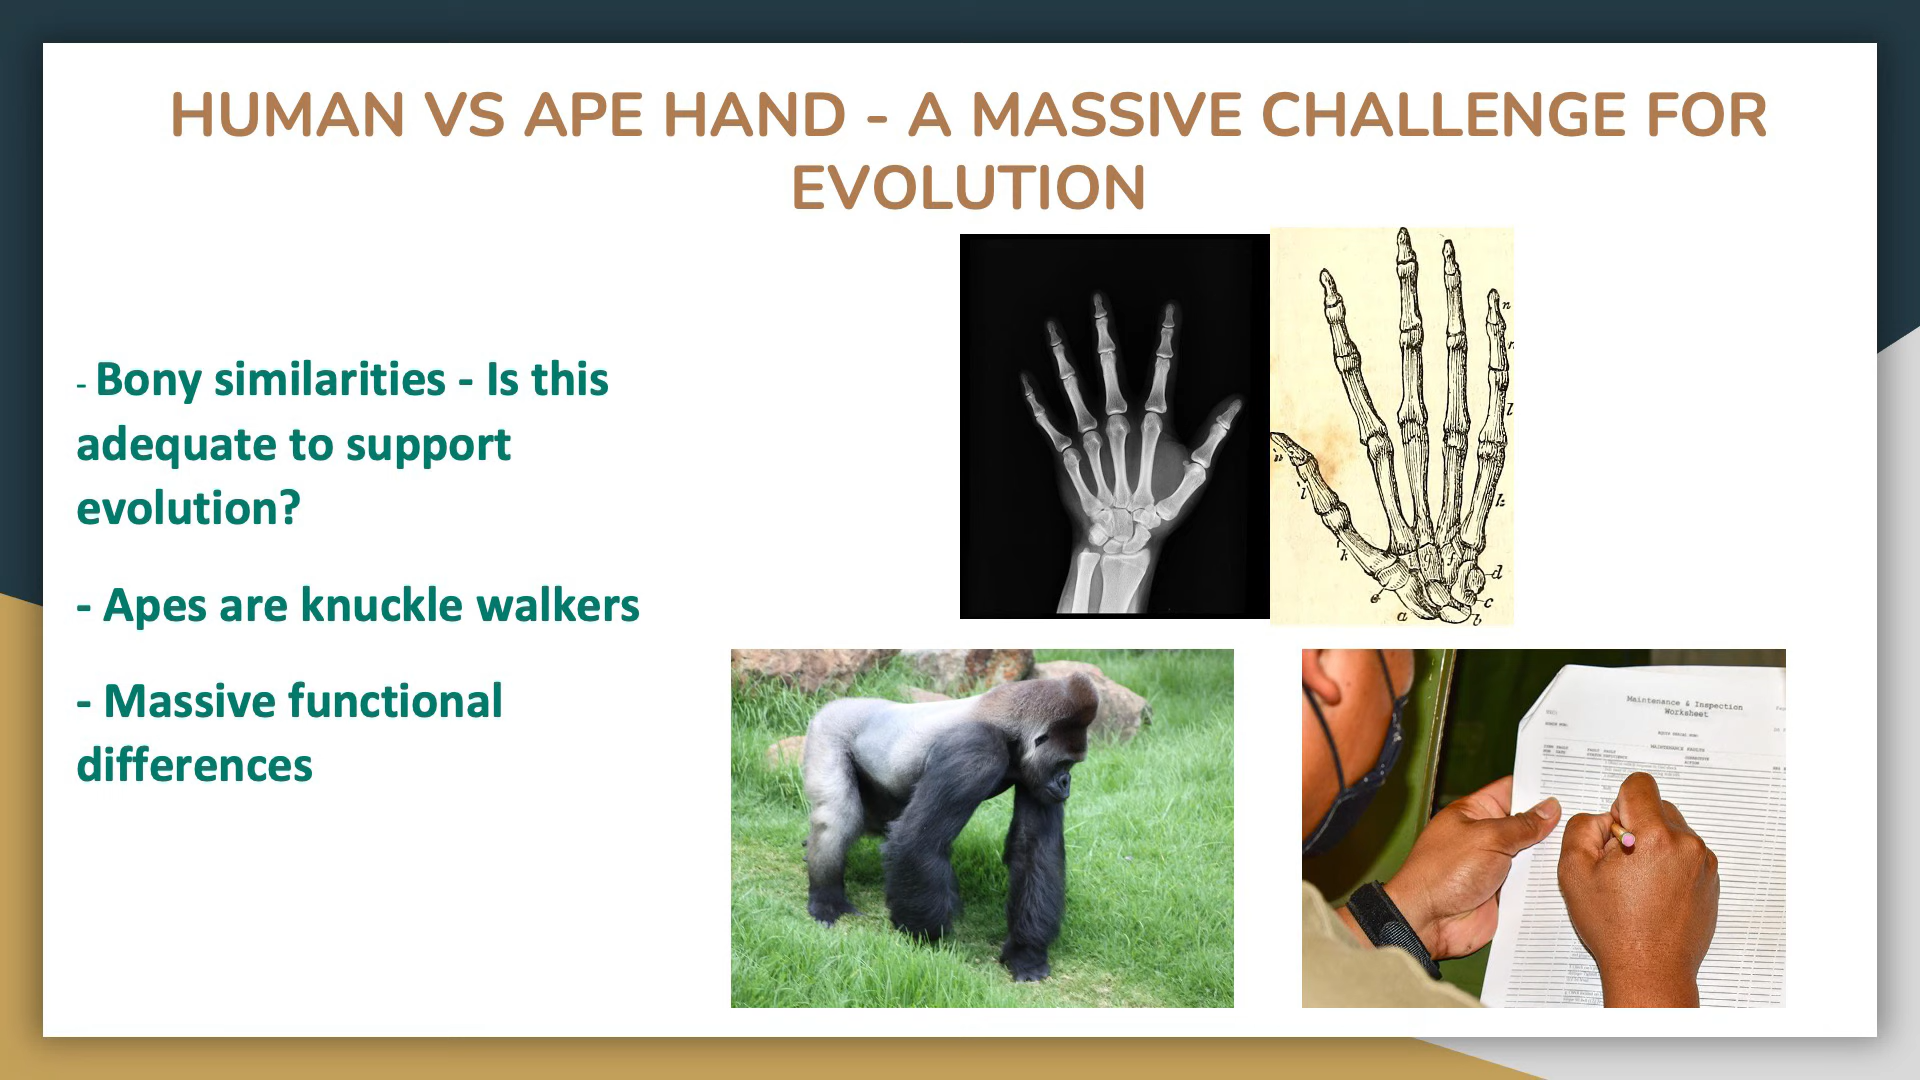 HUMAN VS APE HAND - A MASSIVE CHALLENGE FOR
EVOLUTION
- Bony similarities - Is this
adequate to support
evolution?
- Apes are knuckle walkers
- Massive functional
differences
n
l
k
d
c
b
a
e
l
k
Maintenance & Inspection
Worksheet